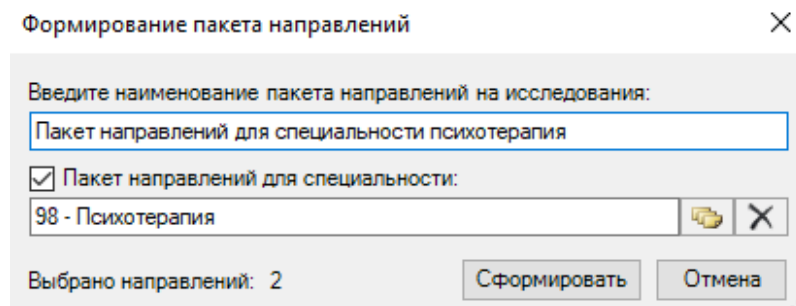 Формирование пакета направлений
Введите наименование пакета направлений на исследования:
Пакет направлений для специальности психотерапия
Пакет направлений для специальности:
98 - Психотерапия
Выбрано направлений: 2
Сформировать
Отмена